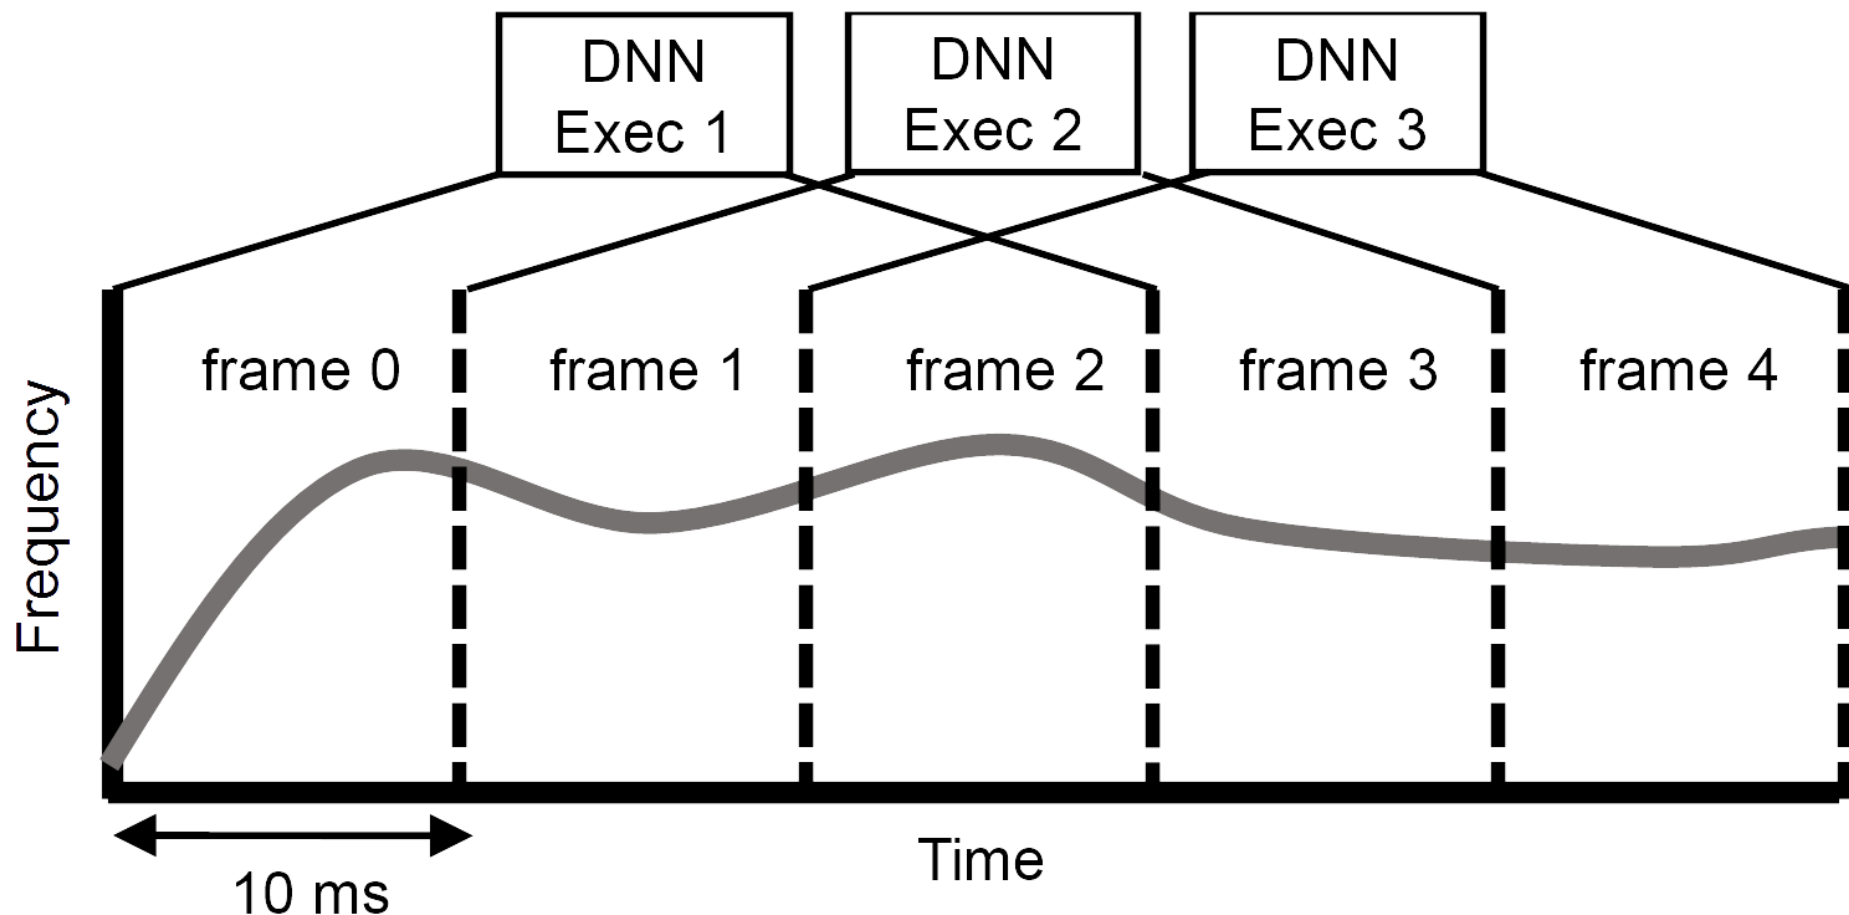 DNN
Exec 1
DNN
Exec 2
DNN
Exec 3
frame 0
frame 1
frame 2
frame 3
frame 4
Frequency
Time
10 ms